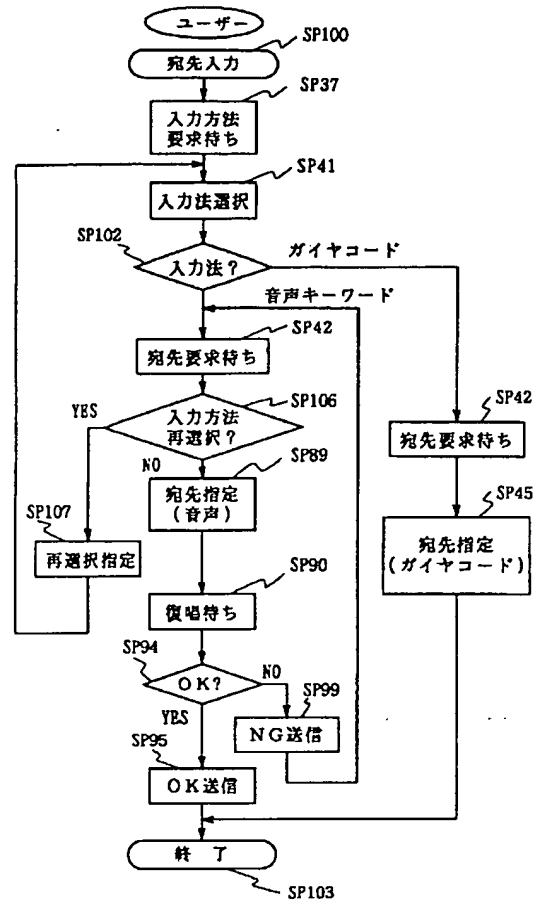 ユーザー
SP100
宛先入力
SP37
入力方法
要求待ち
SP41
入力法選択
SP102
入力法?
ガイヤコード
音声キーワード
SP42
宛先要求待ち
SP106
YES
入力方法
再選択?
NO
SP42
宛先要求待ち
SP89
宛先指定
(音声)
SP107
再選択指定
SP45
宛先指定
(ガイヤコード)
SP90
復唱待ち
SP94
OK?
NO
SP99
YES
NG送信
SP95
OK送信
終了
SP103